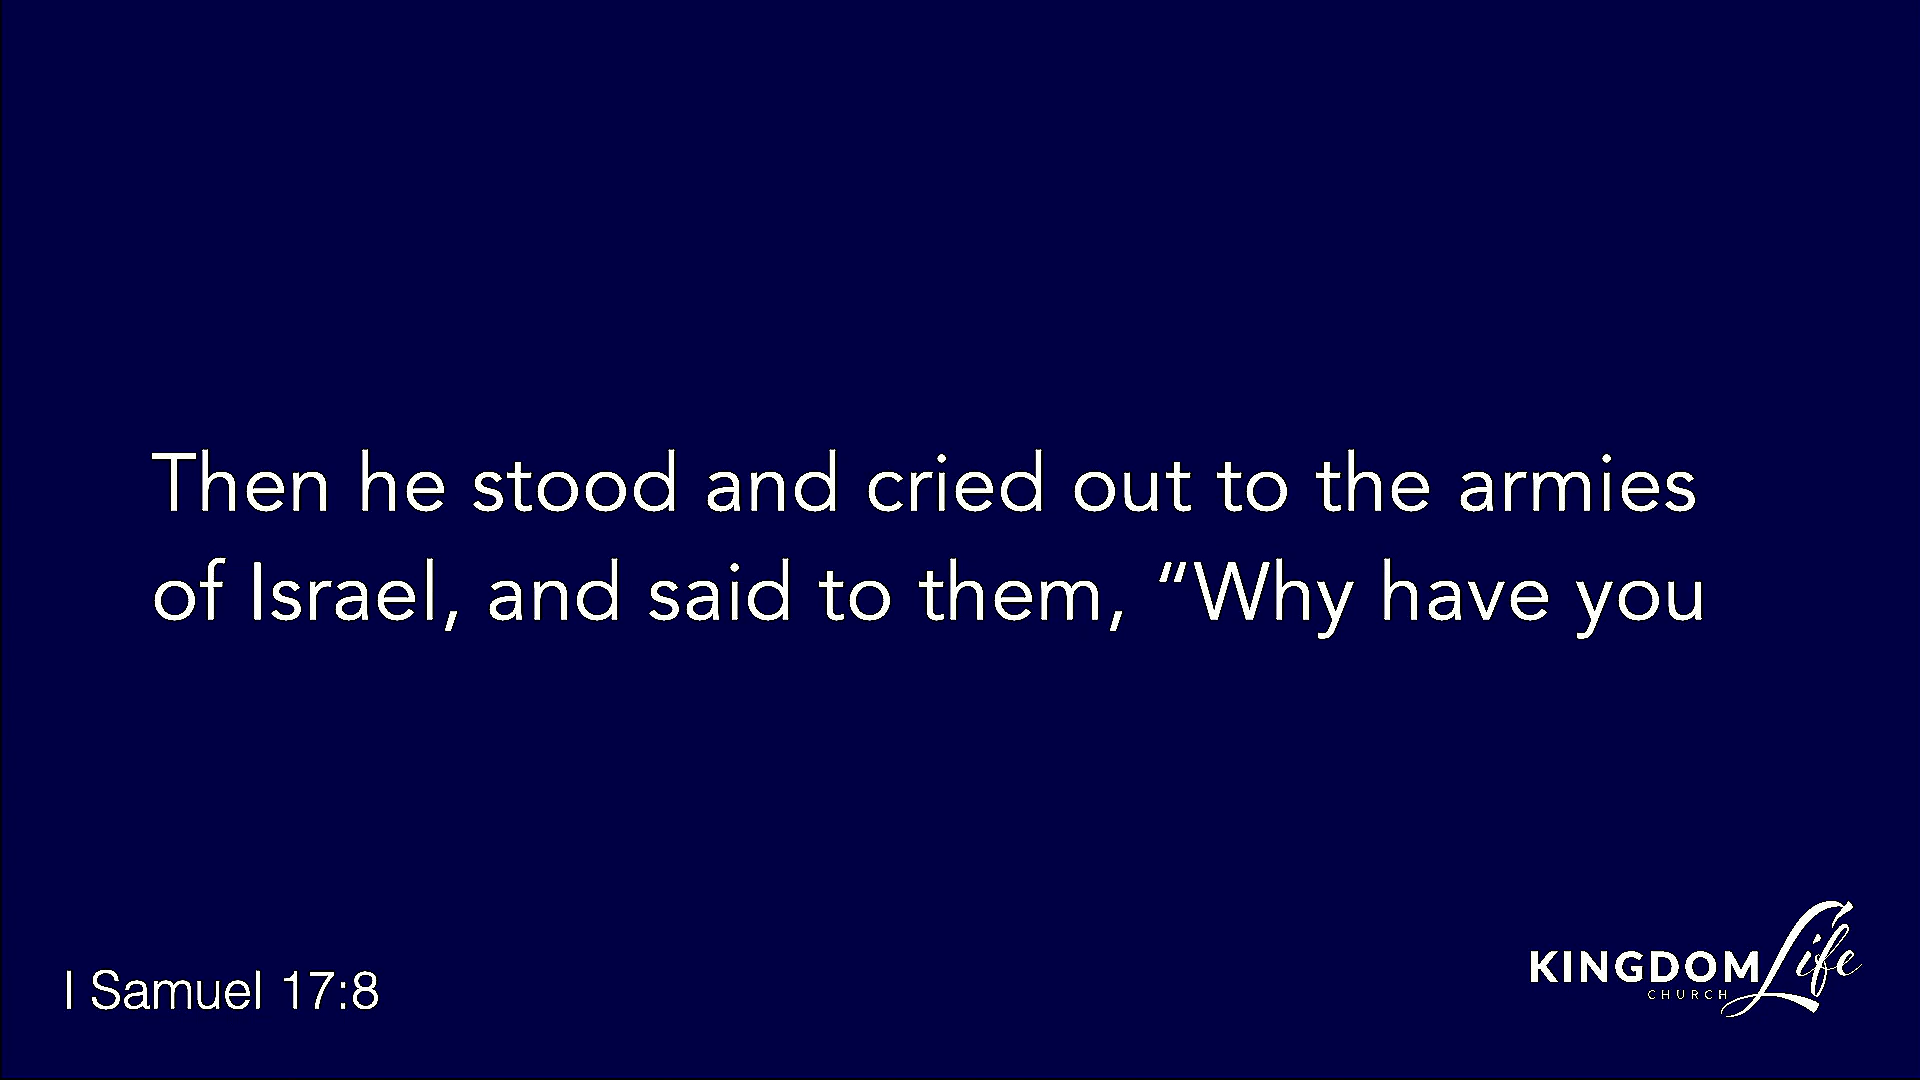 Then he stood and cried out to the armies
of Israel, and said to them, “Why have you
I Samuel 17:8
KINGDOM Life
CHURCH